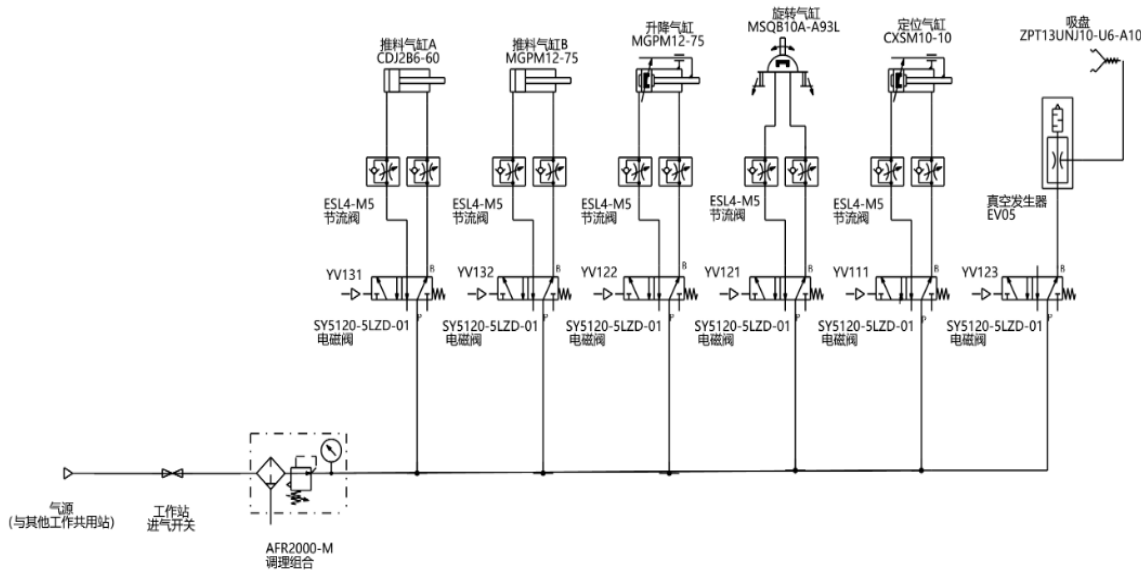 推料气缸A
CDJ2B6-60
推料气缸B
MGPM12-75
升降气缸
MGPM12-75
旋转气缸
MSQB10A-A93L
定位气缸
CXSM10-10
吸盘
ZPT13UNJ10-U6-A10
ESL4-M5
节流阀
ESL4-M5
节流阀
ESL4-M5
节流阀
ESL4-M5
节流阀
ESL4-M5
节流阀
真空发生器
EV05
YV131
B
YV132
B
YV122
B
YV121
B
YV111
B
YV123
B
SY5120-5LZD-01
电磁阀
P
SY5120-5LZD-01
电磁阀
P
SY5120-5LZD-01
电磁阀
P
SY5120-5LZD-01
电磁阀
P
SY5120-5LZD-01
电磁阀
P
SY5120-5LZD-01
电磁阀
P
气源
(与其他工作共用站)
工作站
进气开关
AFR2000-M
调理组合